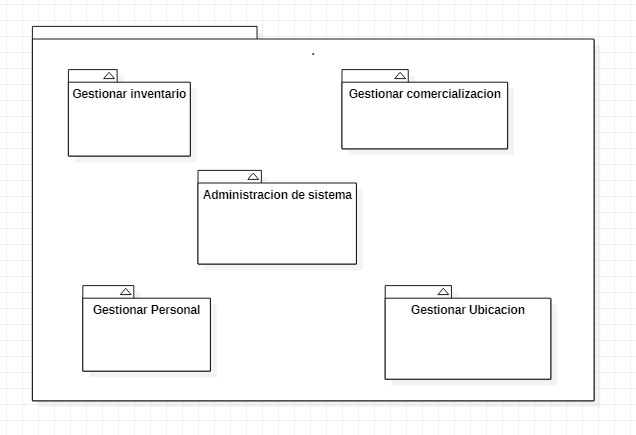 Gestionar inventario
Gestionar comercializacion
Administracion de sistema
Gestionar Personal
Gestionar Ubicacion